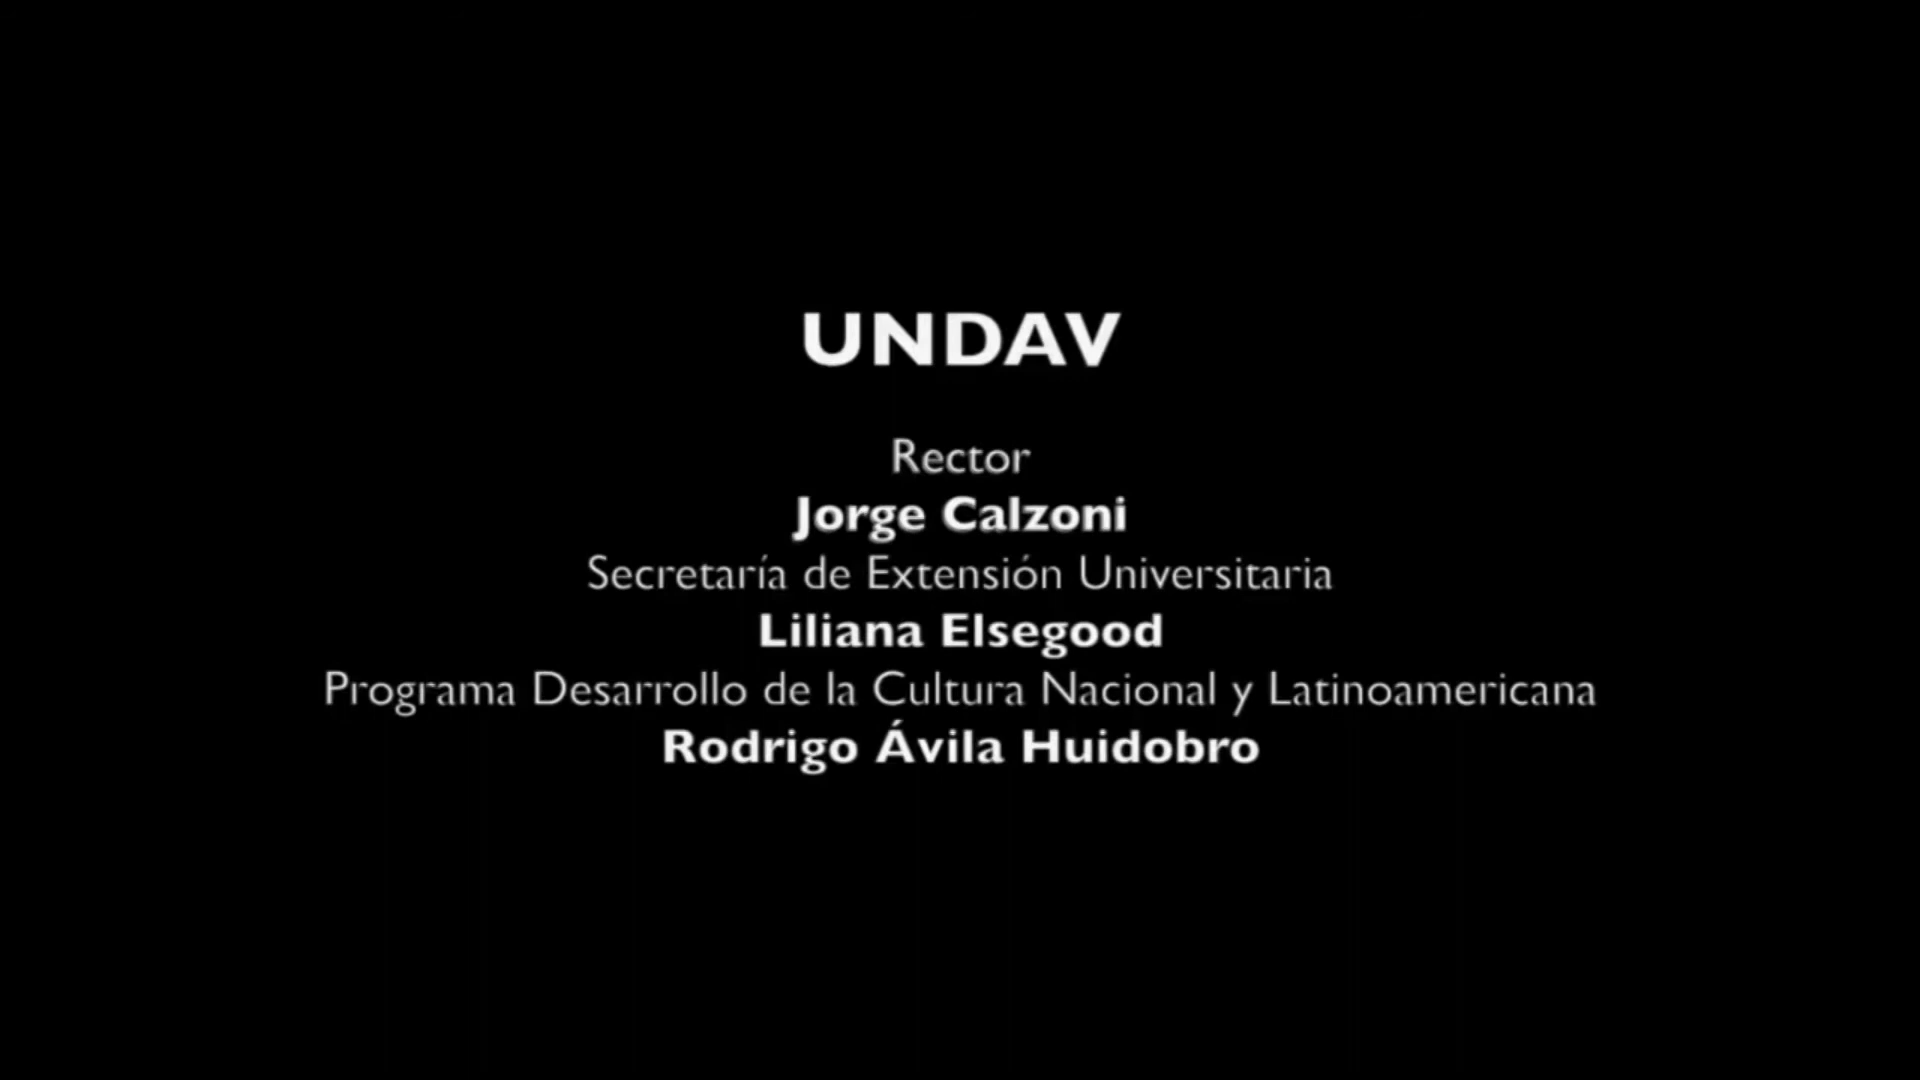 UNDAV
Rector
Jorge Calzoni
Secretaría de Extensión Universitaria
Liliana Elsegood
Programa Desarrollo de la Cultura Nacional y Latinoamericana
Rodrigo Ávila Huidobro